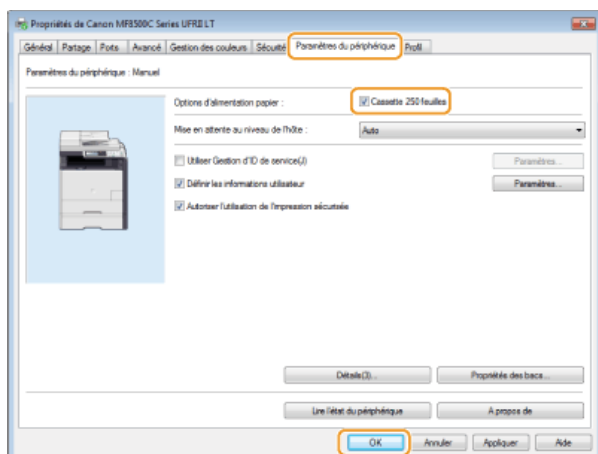 Propriétés de Canon MF8500C Series UFRII LT
Général Partage Ports Avancé Gestion des couleurs Sécurité Paramètres du périphérique Profil
Paramètres du périphérique : Manuel
Options d'alimentation papier : Cassette 250 feuilles
Mise en attente au niveau de l'hôte : Auto
Utiliser Gestion d'ID de service(J) Paramètres...
Définir les informations utilisateur Paramètres...
Autoriser l'utilisation de l'impression sécurisée
Détails(3)... Propriétés des bacs...
Lire l'état du périphérique A propos de
OK Annuler Appliquer Aide